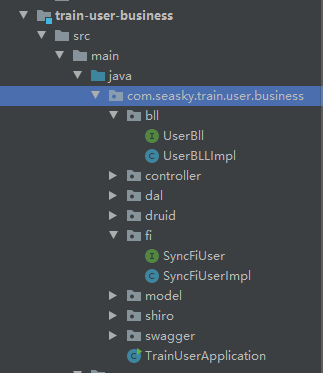 train-user-business
src
main
java
com.seasky.train.user.business
bll
UserBll
UserBLLImpl
controller
dal
druid
fi
SyncFiUser
SyncFiUserImpl
model
shiro
swagger
TrainUserApplication